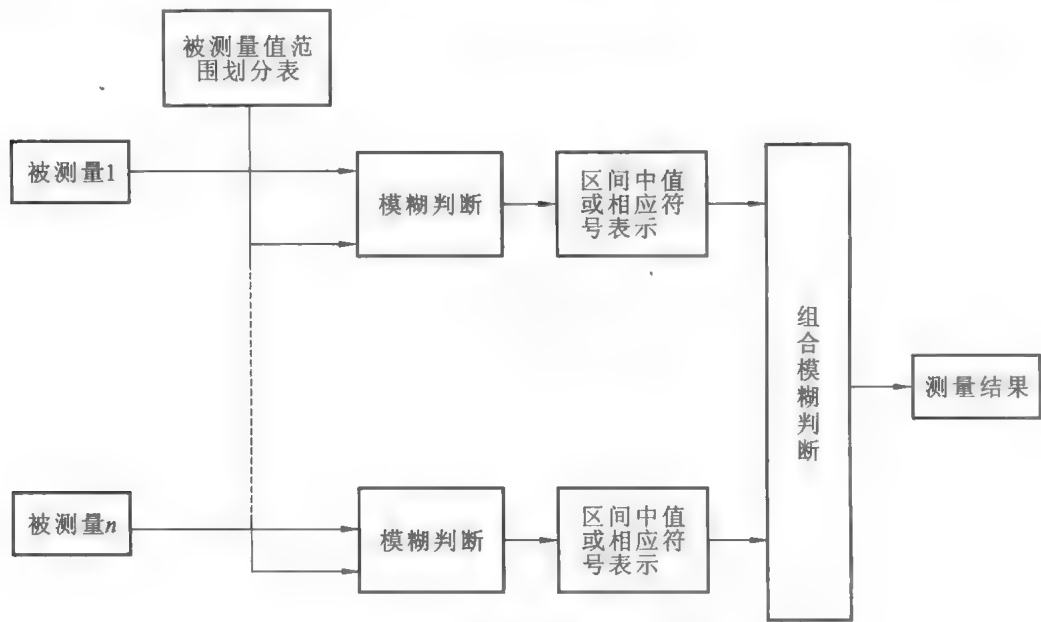 被测量值范
围划分表
被测量1
模糊判断
区间中值
或相应符
号表示
组合模糊判断
测量结果
被测量n
模糊判断
区间中值
或相应符
号表示